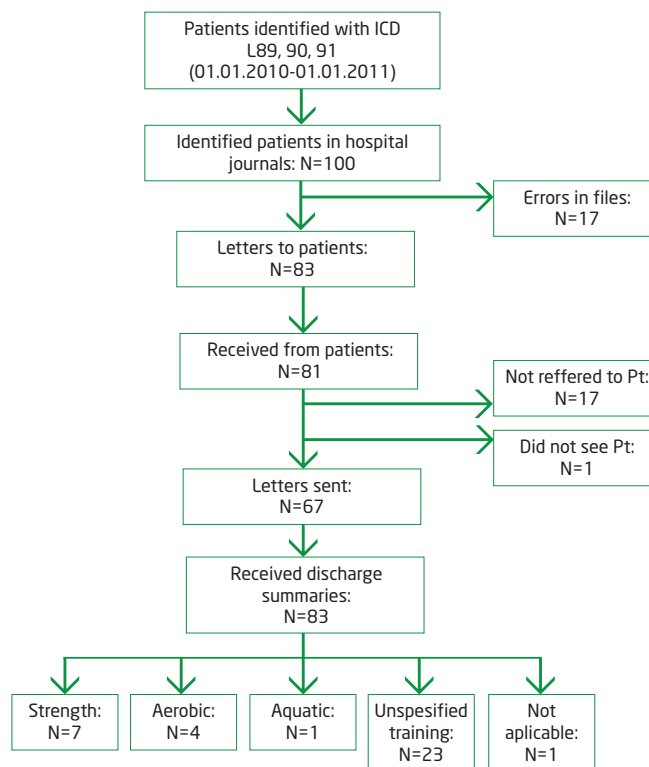 Patients identified with ICD
L89, 90, 91
(01.01.2010-01.01.2011)
Identified patients in hospital
journals: N=100
Errors in files:
N=17
Letters to patients:
N=83
Received from patients:
N=81
Not reffered to Pt:
N=17
Did not see Pt:
N=1
Letters sent:
N=67
Received discharge
summaries:
N=83
Strength:
N=7
Aerobic:
N=4
Aquatic:
N=1
Unspesified
training:
N=23
Not
aplicable:
N=1